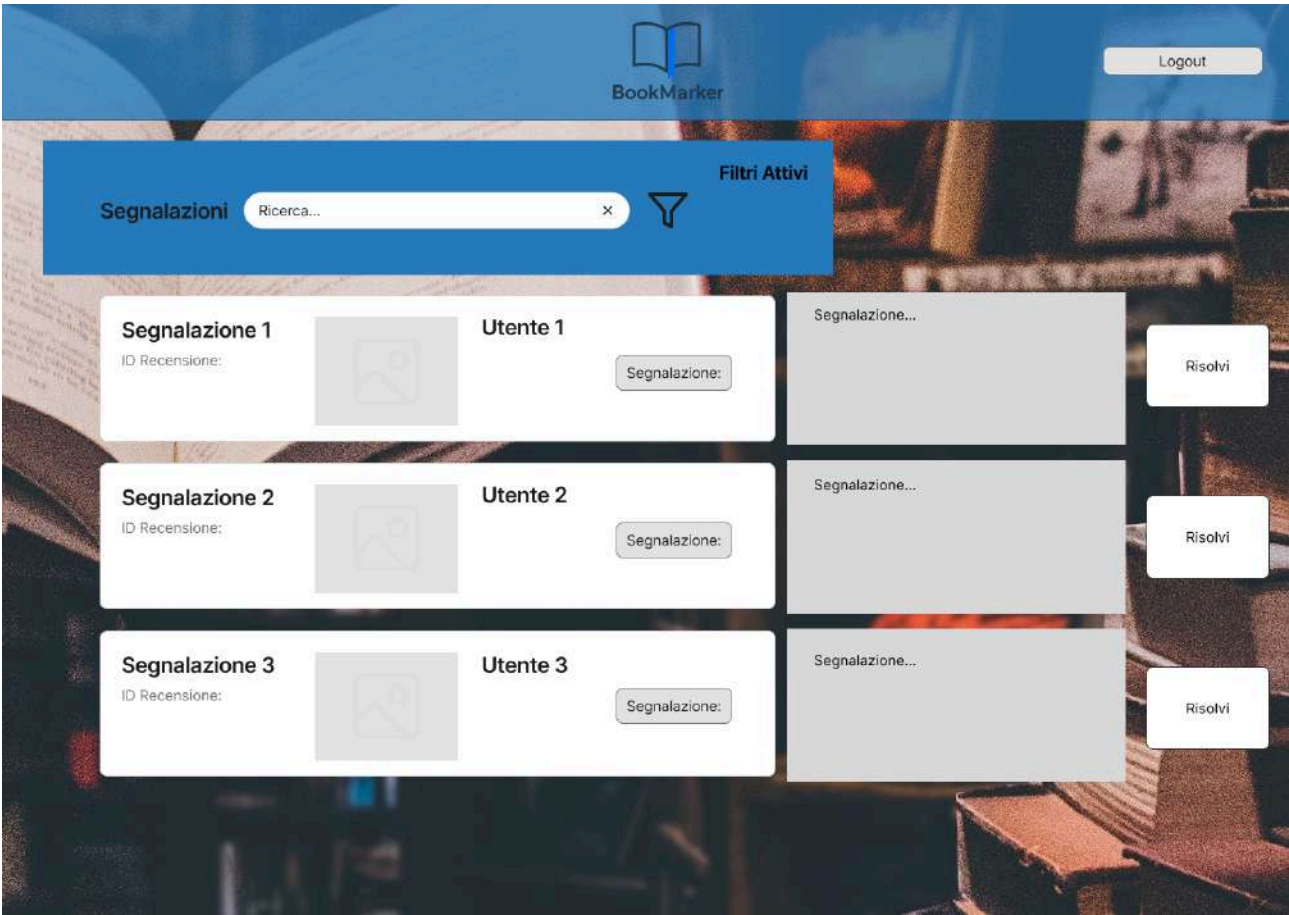 BookMarker
Logout
Filtri Attivi
Segnalazioni
Ricerca...
Segnalazione 1
ID Recensione:
Utente 1
Segnalazione:
Segnalazione...
Risolvi
Segnalazione 2
ID Recensione:
Utente 2
Segnalazione:
Segnalazione...
Risolvi
Segnalazione 3
ID Recensione:
Utente 3
Segnalazione:
Segnalazione...
Risolvi